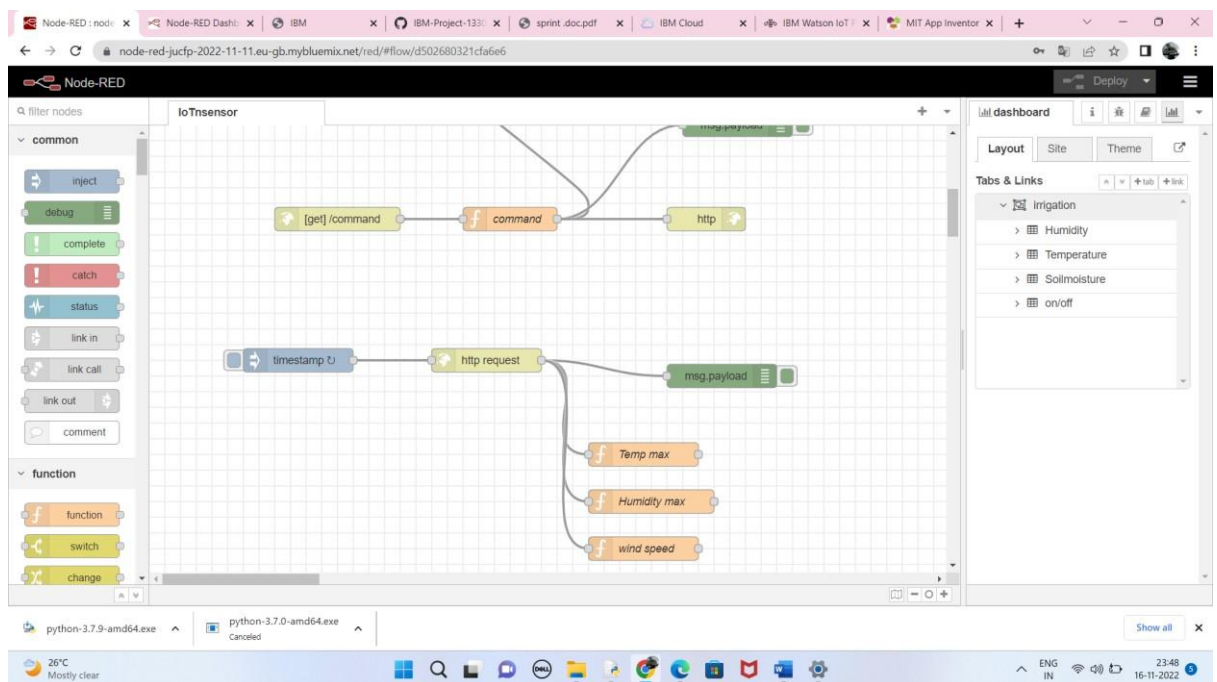 Node-RED : node
Node-RED Dashb
IBM
IBM-Project-1330
sprint .doc.pdf
IBM Cloud
IBM Watson IoT P
MIT App Inventor
node-red-jucfp-2022-11-11.eu-gb.mybluemix.net/red/#flow/d502680321cfa6e6
Node-RED
Deploy
filter nodes
IoTnsensor
dashboard
common
inject
debug
complete
catch
status
link in
link call
link out
comment
function
function
switch
change
msg.payload
[get] /command
command
http
timestamp ↻
http request
msg.payload
Temp max
Humidity max
wind speed
Layout
Site
Theme
Tabs & Links
+tab
+link
irrigation
Humidity
Temperature
Soilmoisture
on/off
python-3.7.9-amd64.exe
python-3.7.0-amd64.exe
Canceled
Show all
26°C
Mostly clear
ENG
IN
23:48
16-11-2022
5